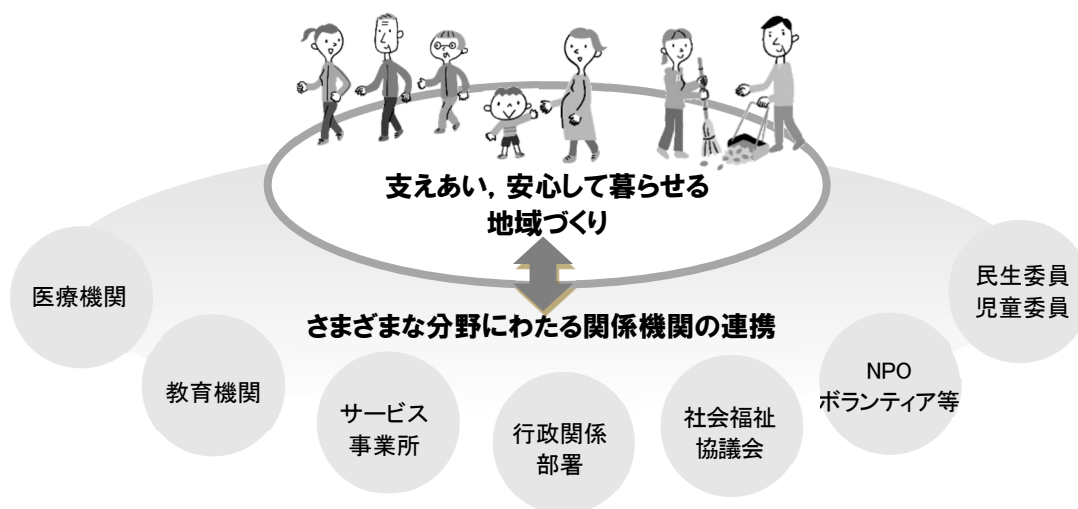 支えあい，安心して暮らせる
地域づくり
さまざまな分野にわたる関係機関の連携
医療機関
教育機関
サービス
事業所
行政関係
部署
社会福祉
協議会
NPO
ボランティア等
民生委員
児童委員